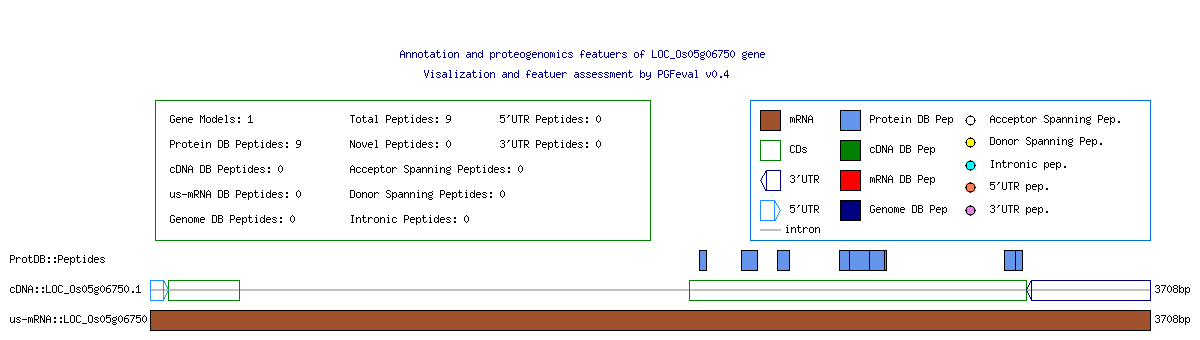 Annotation and proteogenomics featuers of LOC_Os05g06750 gene
Visalization and featuer assessment by PGFeval v0.4
Gene Models: 1 Total Peptides: 9 5'UTR Peptides: 0
Protein DB Peptides: 9 Novel Peptides: 0 3'UTR Peptides: 0
cDNA DB Peptides: 0 Acceptor Spanning Peptides: 0
us-mRNA DB Peptides: 0 Donor Spanning Peptides: 0
Genome DB Peptides: 0 Intronic Peptides: 0
mRNA Protein DB Pep Acceptor Spanning Pep.
CDs cDNA DB Pep Donor Spanning Pep.
3'UTR mRNA DB Pep Intronic pep.
5'UTR Genome DB Pep 5'UTR pep.
intron 3'UTR pep.
ProtDB::Peptides
cDNA::LOC_Os05g06750.1 3708bp
us-mRNA::LOC_Os05g06750 3708bp